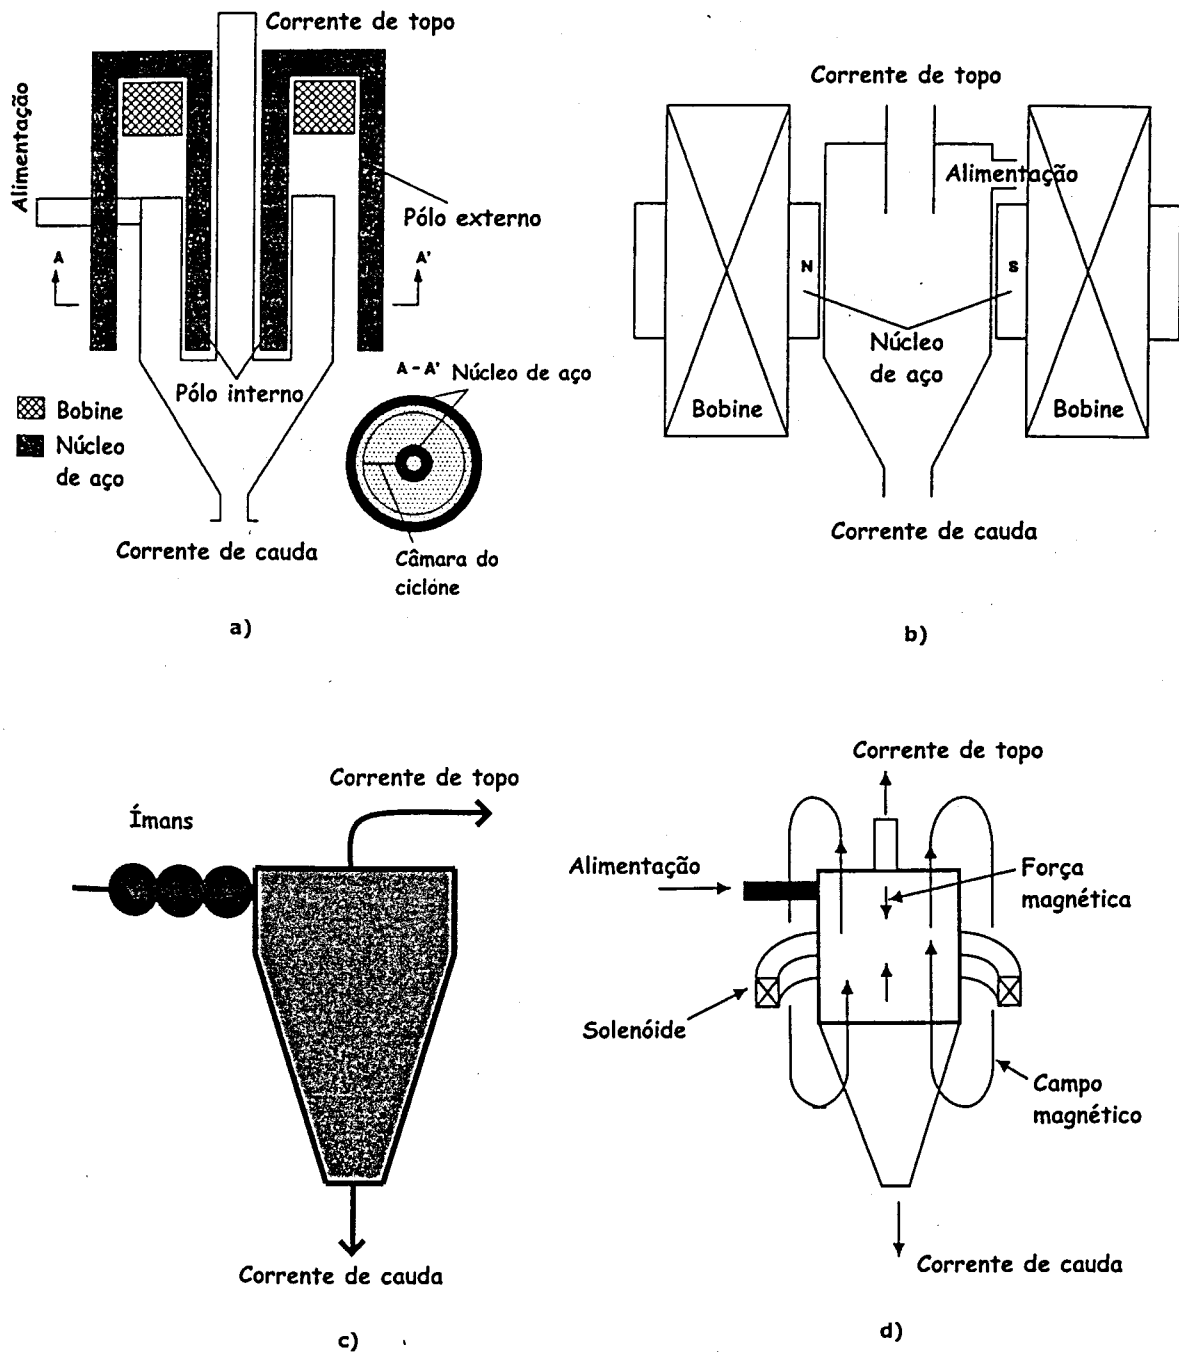 Corrente de topo
Alimentação
Pólo externo
A
A'
Pólo interno
A - A'
Núcleo de aço
Bobine
Núcleo
de aço
Corrente de cauda
Câmara do
ciclone
a)
Corrente de topo
Alimentação
N
S
Núcleo
de aço
Bobine
Bobine
Corrente de cauda
b)
Corrente de topo
Ímans
Corrente de cauda
c)
Corrente de topo
Alimentação
Força
magnética
Solenóide
Campo
magnético
Corrente de cauda
d)